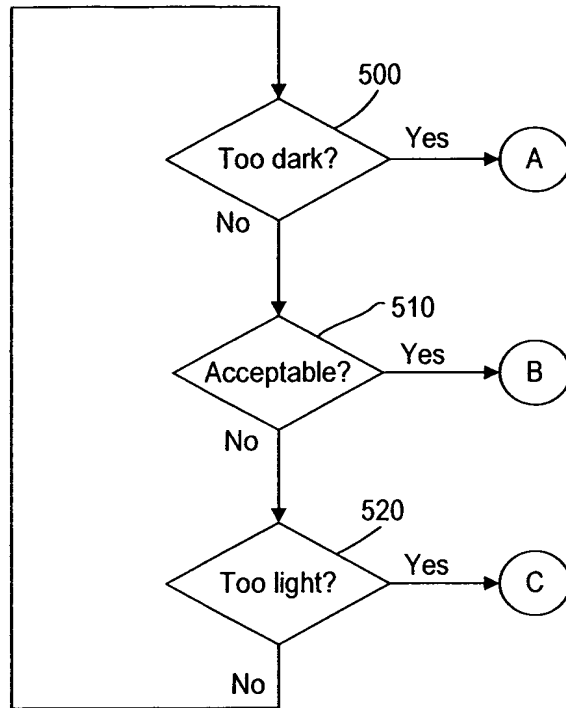 500
Too dark?
Yes
A
No
510
Acceptable?
Yes
B
No
520
Too light?
Yes
C
No